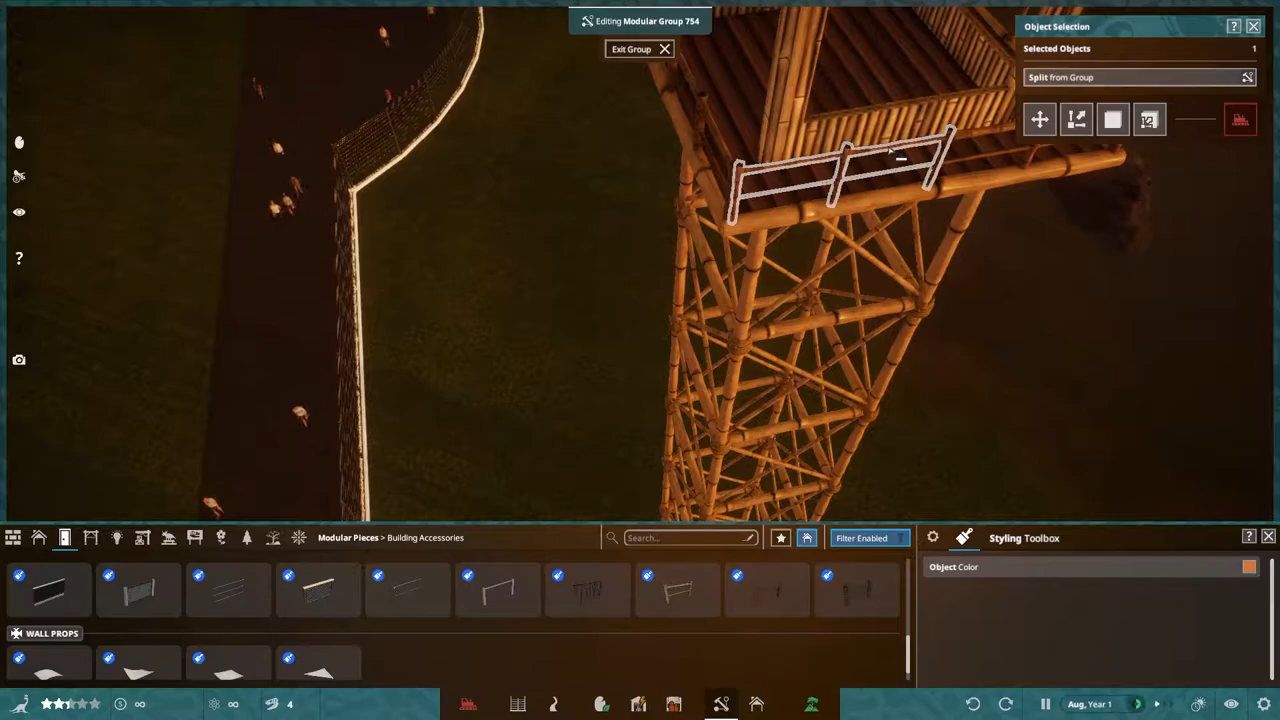 Editing Modular Group 754
Exit Group
Object Selection
?
Selected Objects 1
Split from Group
?
Modular Pieces > Building Accessories
Search...
Filter Enabled
Styling Toolbox
?
Object Color
WALL PROPS
$ ∞
∞
4
Aug, Year 1